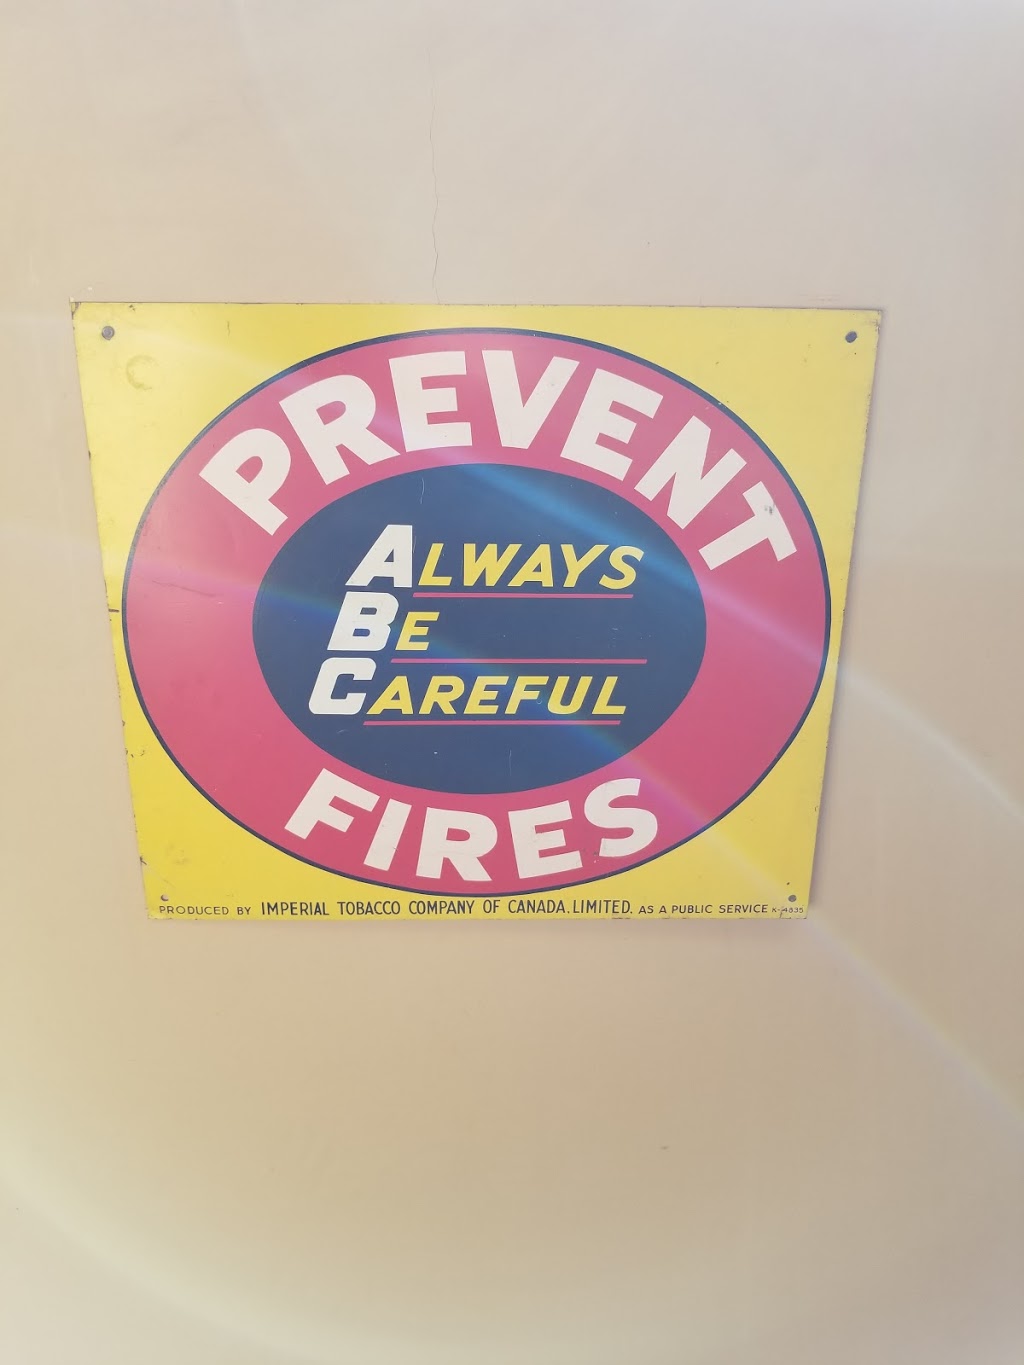 PREVENT
ALWAYS
BE
CAREFUL
FIRES
PRODUCED BY IMPERIAL TOBACCO COMPANY OF CANADA, LIMITED. AS A PUBLIC SERVICE